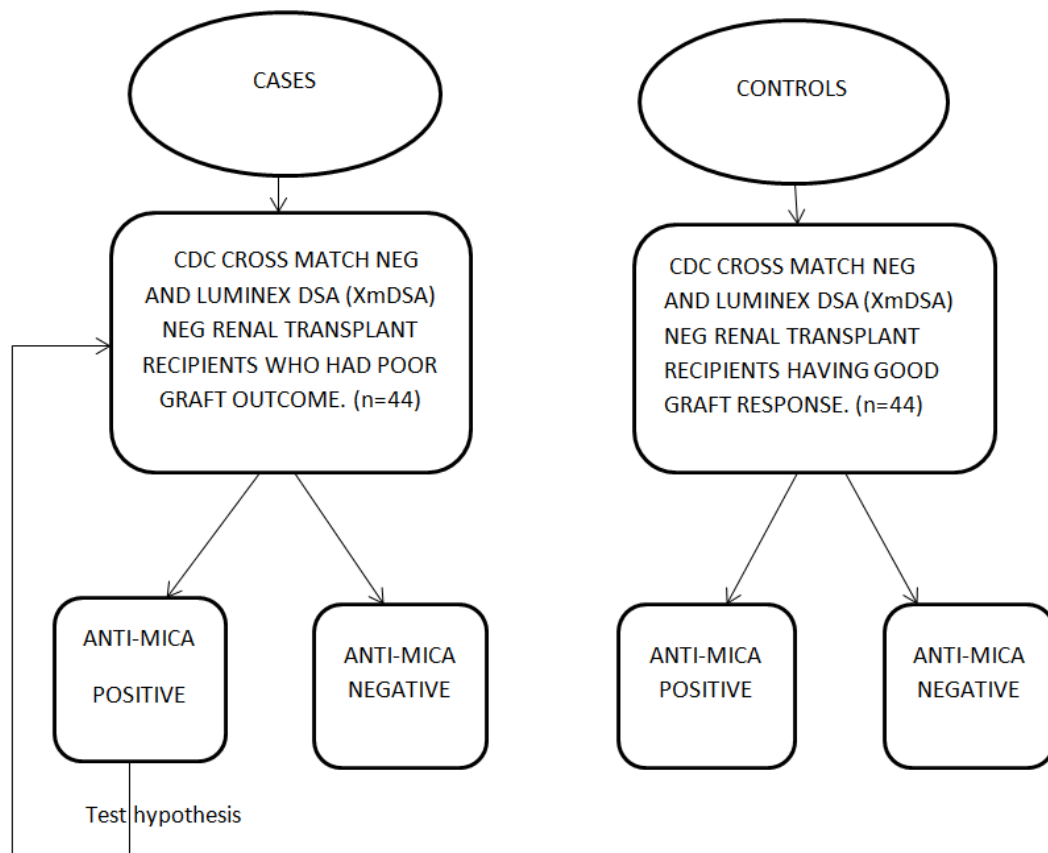 CASES
CONTROLS
CDC CROSS MATCH NEG
AND LUMINEX DSA (XmDSA)
NEG RENAL TRANSPLANT
RECIPIENTS WHO HAD POOR
GRAFT OUTCOME. (n=44)
CDC CROSS MATCH NEG
AND LUMINEX DSA (XmDSA)
NEG RENAL TRANSPLANT
RECIPIENTS HAVING GOOD
GRAFT RESPONSE. (n=44)
ANTI-MICA
POSITIVE
ANTI-MICA
NEGATIVE
ANTI-MICA
POSITIVE
ANTI-MICA
NEGATIVE
Test hypothesis